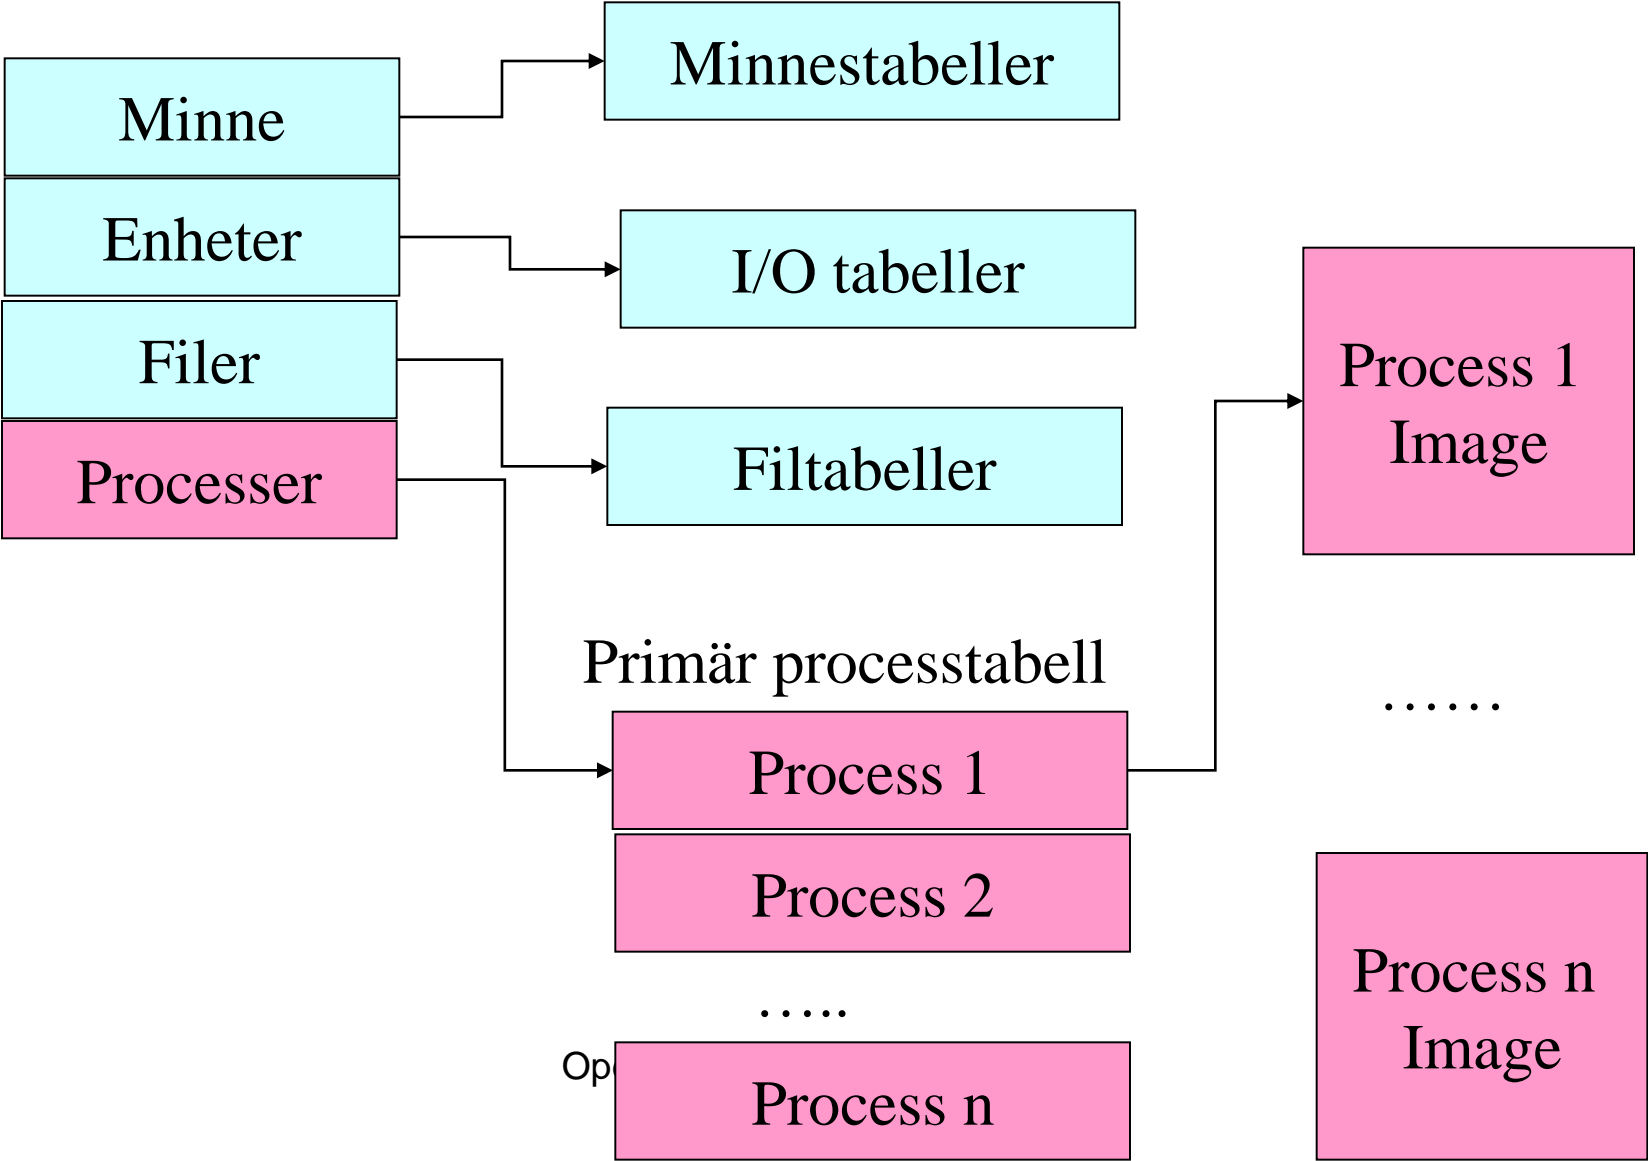 Minne
Enheter
Filer
Processer
Minnestabeller
I/O tabeller
Filtabeller
Primär processtabell
Process 1
Process 2
…..
Process n
Process 1
Image
……
Process n
Image